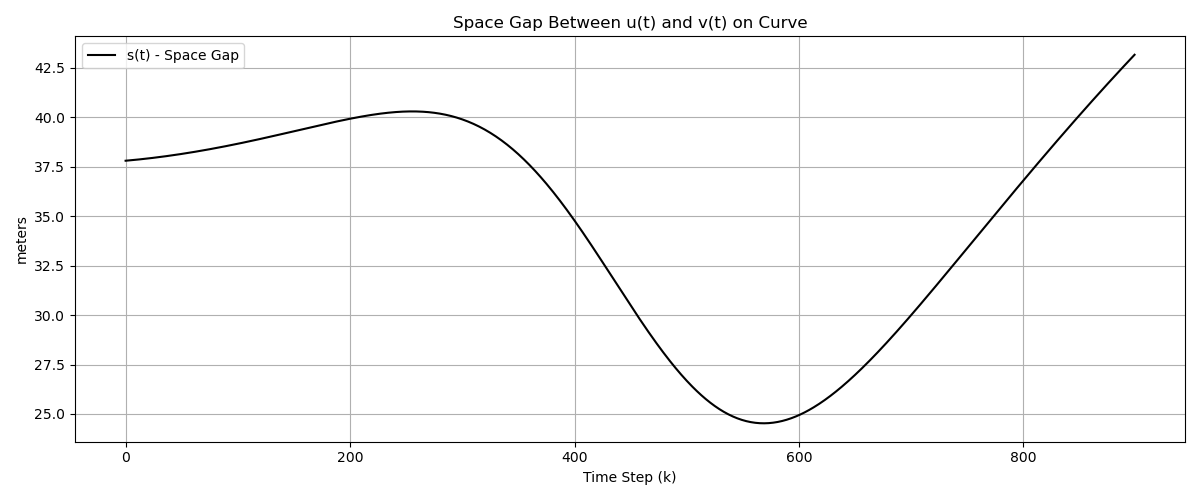 Space Gap Between u(t) and v(t) on Curve
s(t) - Space Gap
42.5
40.0
37.5
35.0
32.5
30.0
27.5
25.0
meters
0 200 400 600 800
Time Step (k)